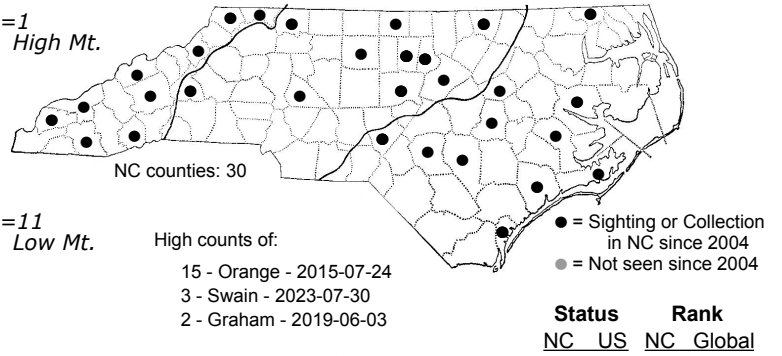 =1
High Mt.
NC counties: 30
=11
Low Mt.
High counts of:
15 - Orange - 2015-07-24
3 - Swain - 2023-07-30
2 - Graham - 2019-06-03
● = Sighting or Collection
in NC since 2004
● = Not seen since 2004
Status Rank
NC US NC Global